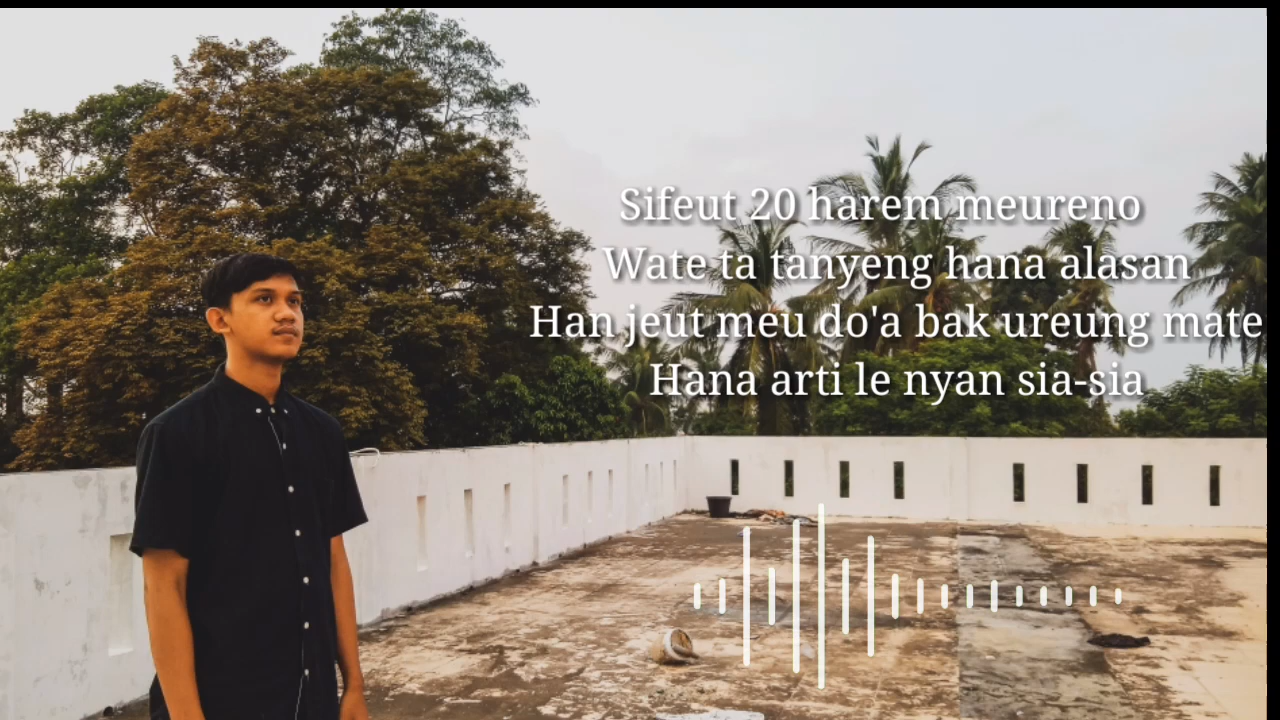 Sifeut 20 harem meureno
Wate ta tanyeng hana alasan
Han jeut meu do'a bak ureung mate
Hana arti le nyan sia-sia